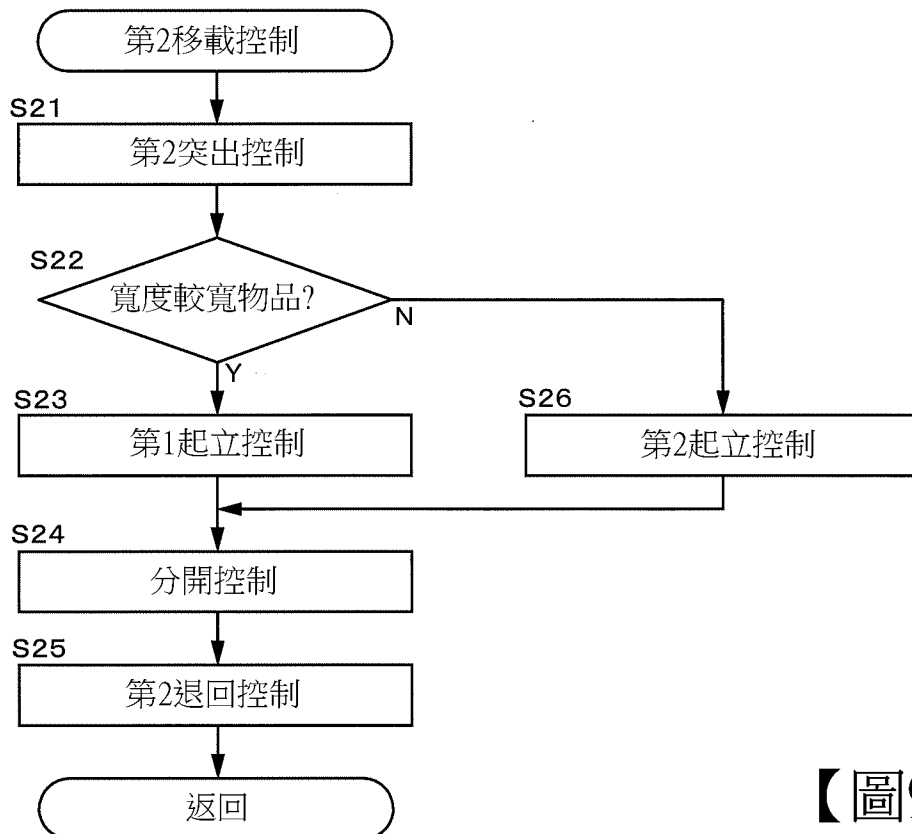 第2移載控制
S21
第2突出控制
S22
寬度較寬物品?
N
Y
S23
第1起立控制
S26
第2起立控制
S24
分開控制
S25
第2退回控制
返回
【圖